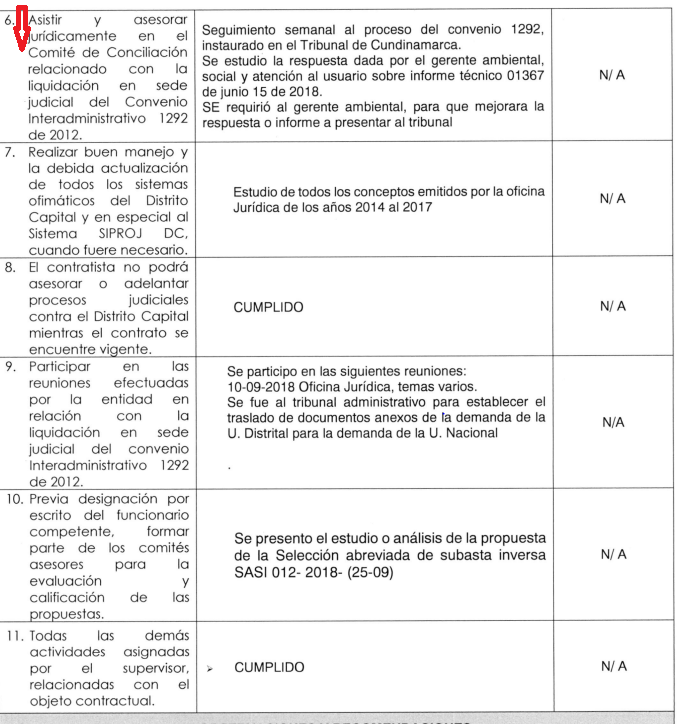 6. Asistir y asesorar
jurídicamente en el
Comité de Conciliación
relacionado con la
liquidación en sede
judicial del Convenio
Interadministrativo 1292
de 2012.
Seguimiento semanal al proceso del convenio 1292,
instaurado en el Tribunal de Cundinamarca.
Se estudio la respuesta dada por el gerente ambiental,
social y atención al usuario sobre informe técnico 01367
de junio 15 de 2018.
SE requirió al gerente ambiental, para que mejorara la
respuesta o informe a presentar al tribunal
N/ A
7. Realizar buen manejo y
la debida actualización
de todos los sistemas
ofimáticos del Distrito
Capital y en especial al
Sistema SIPROJ DC,
cuando fuere necesario.
Estudio de todos los conceptos emitidos por la oficina
Jurídica de los años 2014 al 2017
N/ A
8. El contratista no podrá
asesorar o adelantar
procesos judiciales
contra el Distrito Capital
mientras el contrato se
encuentre vigente.
CUMPLIDO
N/ A
9. Participar en las
reuniones efectuadas
por la entidad en
relación con la
liquidación en sede
judicial del convenio
Interadministrativo 1292
de 2012.
Se participo en las siguientes reuniones:
10-09-2018 Oficina Jurídica, temas varios.
Se fue al tribunal administrativo para establecer el
traslado de documentos anexos de la demanda de la
U. Distrital para la demanda de la U. Nacional
.
N/A
10. Previa designación por
escrito del funcionario
competente, formar
parte de los comités
asesores para la
evaluación y
calificación de las
propuestas.
Se presento el estudio o análisis de la propuesta
de la Selección abreviada de subasta inversa
SASI 012- 2018- (25-09)
N/ A
11. Todas las demás
actividades asignadas
por el supervisor,
relacionadas con el
objeto contractual.
➢ CUMPLIDO
N/ A